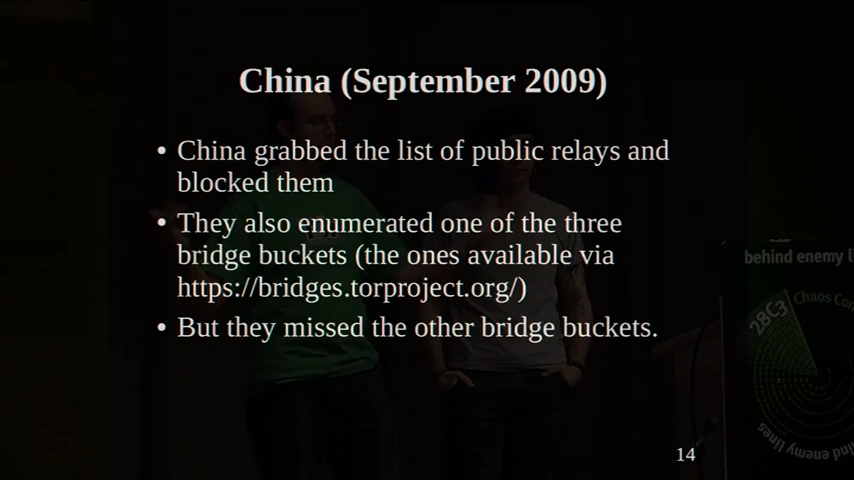 China (September 2009)
• China grabbed the list of public relays and
blocked them
• They also enumerated one of the three
bridge buckets (the ones available via
https://bridges.torproject.org/)
• But they missed the other bridge buckets.
14
behind enemy li
28C3
Chaos Co
ind enemy lines